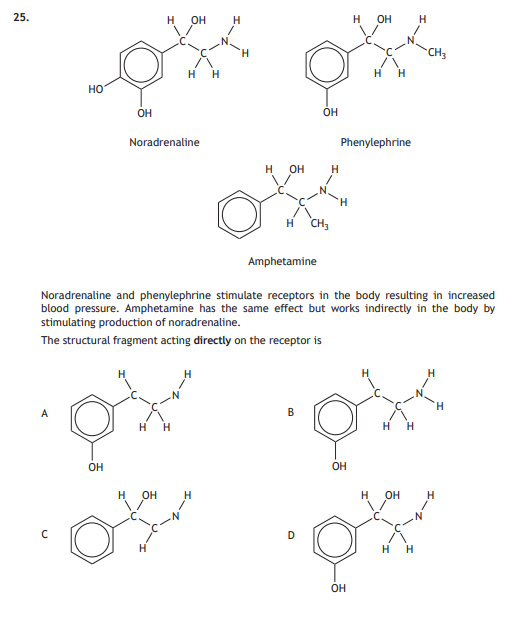 25.
H OH H
C N
C H
H H
HO
OH
Noradrenaline
H OH H
C N
C CH3
H H
OH
Phenylephrine
H OH H
C N
C H
H CH3
Amphetamine
Noradrenaline and phenylephrine stimulate receptors in the body resulting in increased
blood pressure. Amphetamine has the same effect but works indirectly in the body by
stimulating production of noradrenaline.
The structural fragment acting directly on the receptor is
A
H H
C N
C
H H
OH
B
H H
C N
C H
H H
OH
C
H OH H
C N
C
H
D
H OH H
C N
C
H H
OH